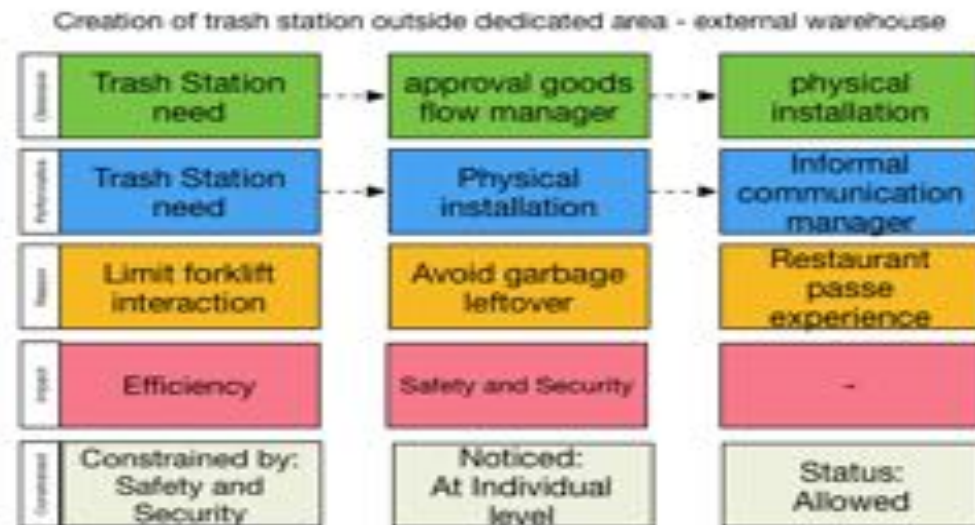 Creation of trash station outside dedicated area - external warehouse
Trash Station
need
approval goods
flow manager
physical
installation
Trash Station
need
Physical
installation
Informal
communication
manager
Limit forklift
interaction
Avoid garbage
leftover
Restaurant
passe
experience
Efficiency
Safety and Security
-
Constrained by:
Safety and
Security
Noticed:
At Individual
level
Status:
Allowed